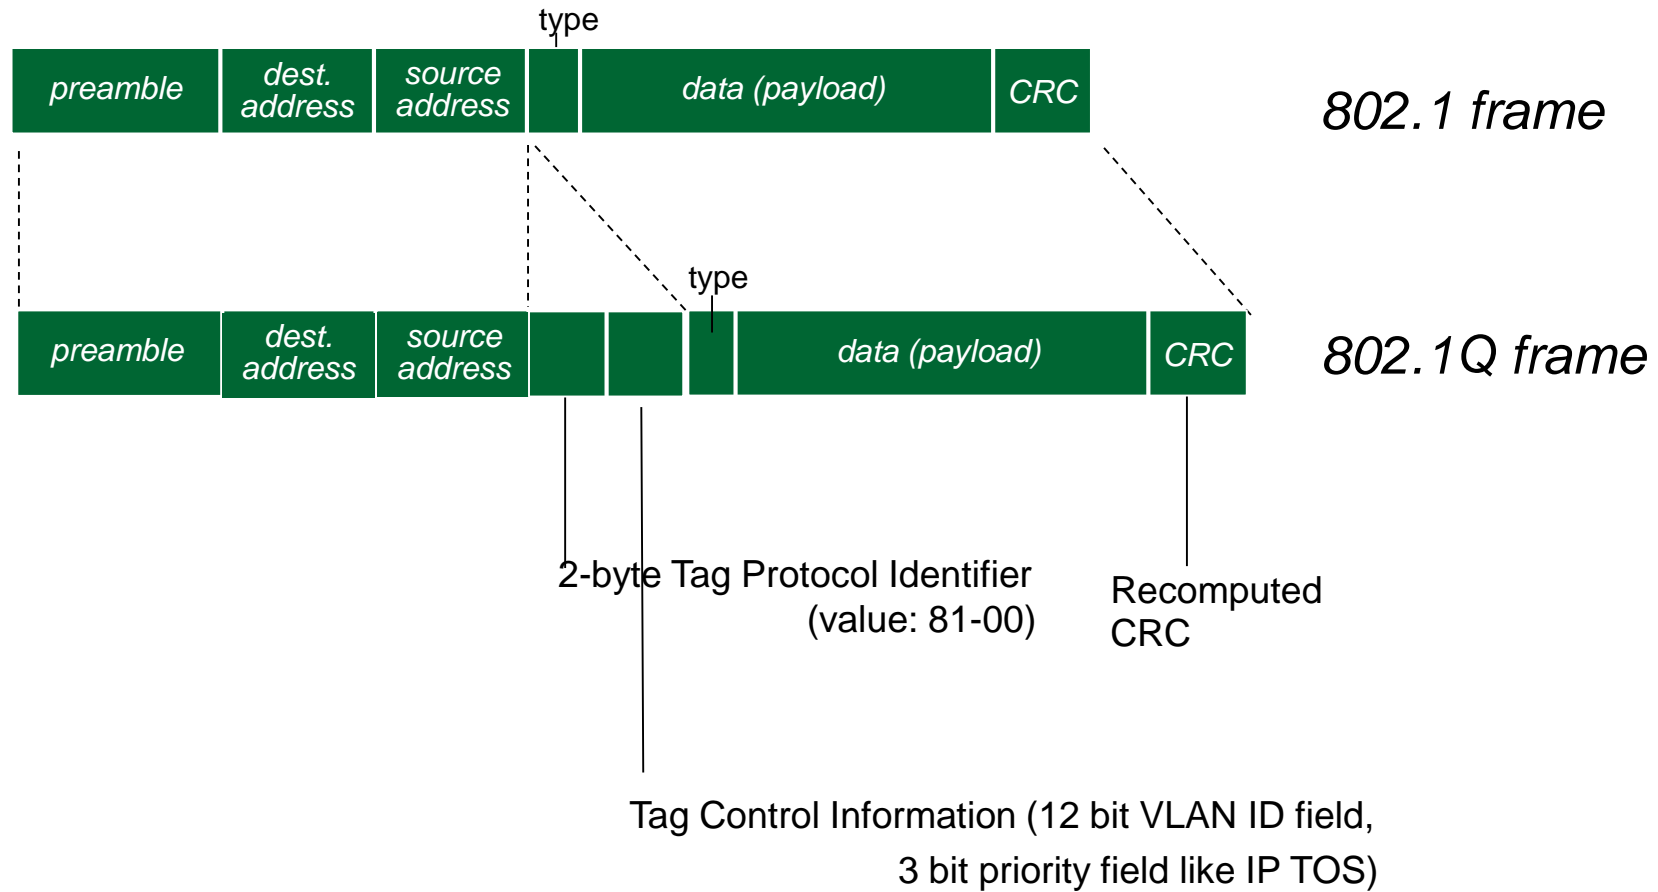 type
preamble
dest.
address
source
address
data (payload)
CRC
802.1 frame
type
preamble
dest.
address
source
address
data (payload)
CRC
802.1Q frame
2-byte Tag Protocol Identifier
(value: 81-00)
Recomputed
CRC
Tag Control Information (12 bit VLAN ID field,
3 bit priority field like IP TOS)